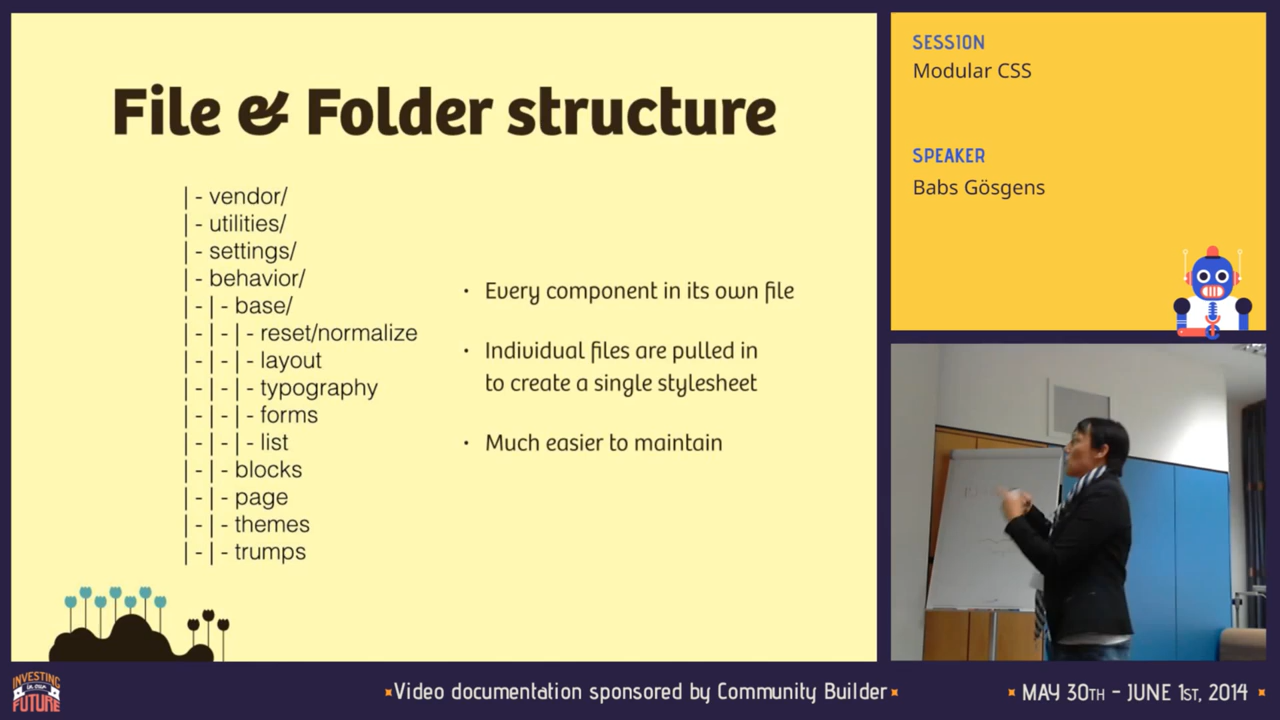 File & Folder structure
| - vendor/
| - utilities/
| - settings/
| - behavior/
| - | - base/
| - | - | - reset/normalize
| - | - | - layout
| - | - | - typography
| - | - | - forms
| - | - | - list
| - | - blocks
| - | - page
| - | - themes
| - | - trumps
• Every component in its own file
• Individual files are pulled in
to create a single stylesheet
• Much easier to maintain
SESSION
Modular CSS
SPEAKER
Babs Gösgens
INVESTING
in our
FUTURE
Video documentation sponsored by Community Builder
MAY 30TH - JUNE 1ST, 2014